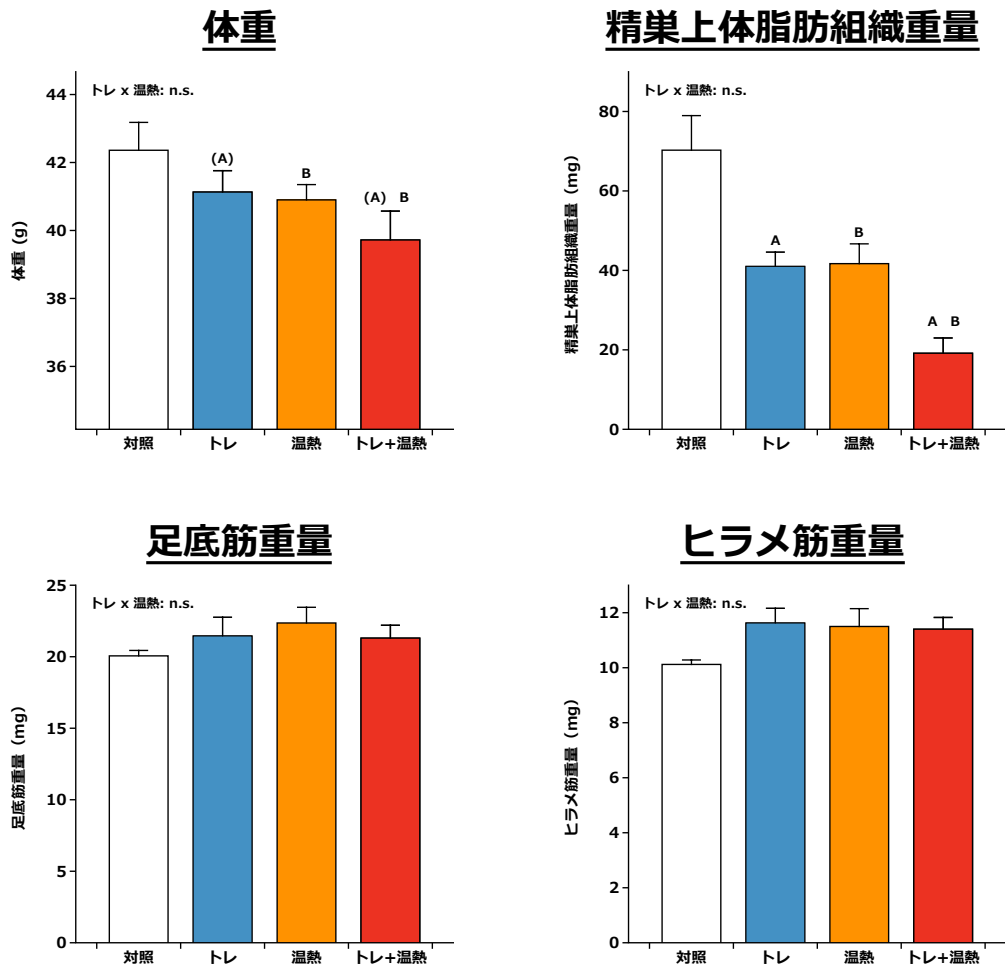 体重
トレ x 温熱: n.s.
体重 (g)
44
42
40
38
36
(A)
B
(A) B
対照 トレ 温熱 トレ+温熱
精巣上体脂肪組織重量
トレ x 温熱: n.s.
精巣上体脂肪組織重量 (mg)
80
60
40
20
0
A
B
A B
対照 トレ 温熱 トレ+温熱
足底筋重量
トレ x 温熱: n.s.
足底筋重量 (mg)
25
20
15
10
5
0
対照 トレ 温熱 トレ+温熱
ヒラメ筋重量
トレ x 温熱: n.s.
ヒラメ筋重量 (mg)
12
10
8
6
4
2
0
対照 トレ 温熱 トレ+温熱